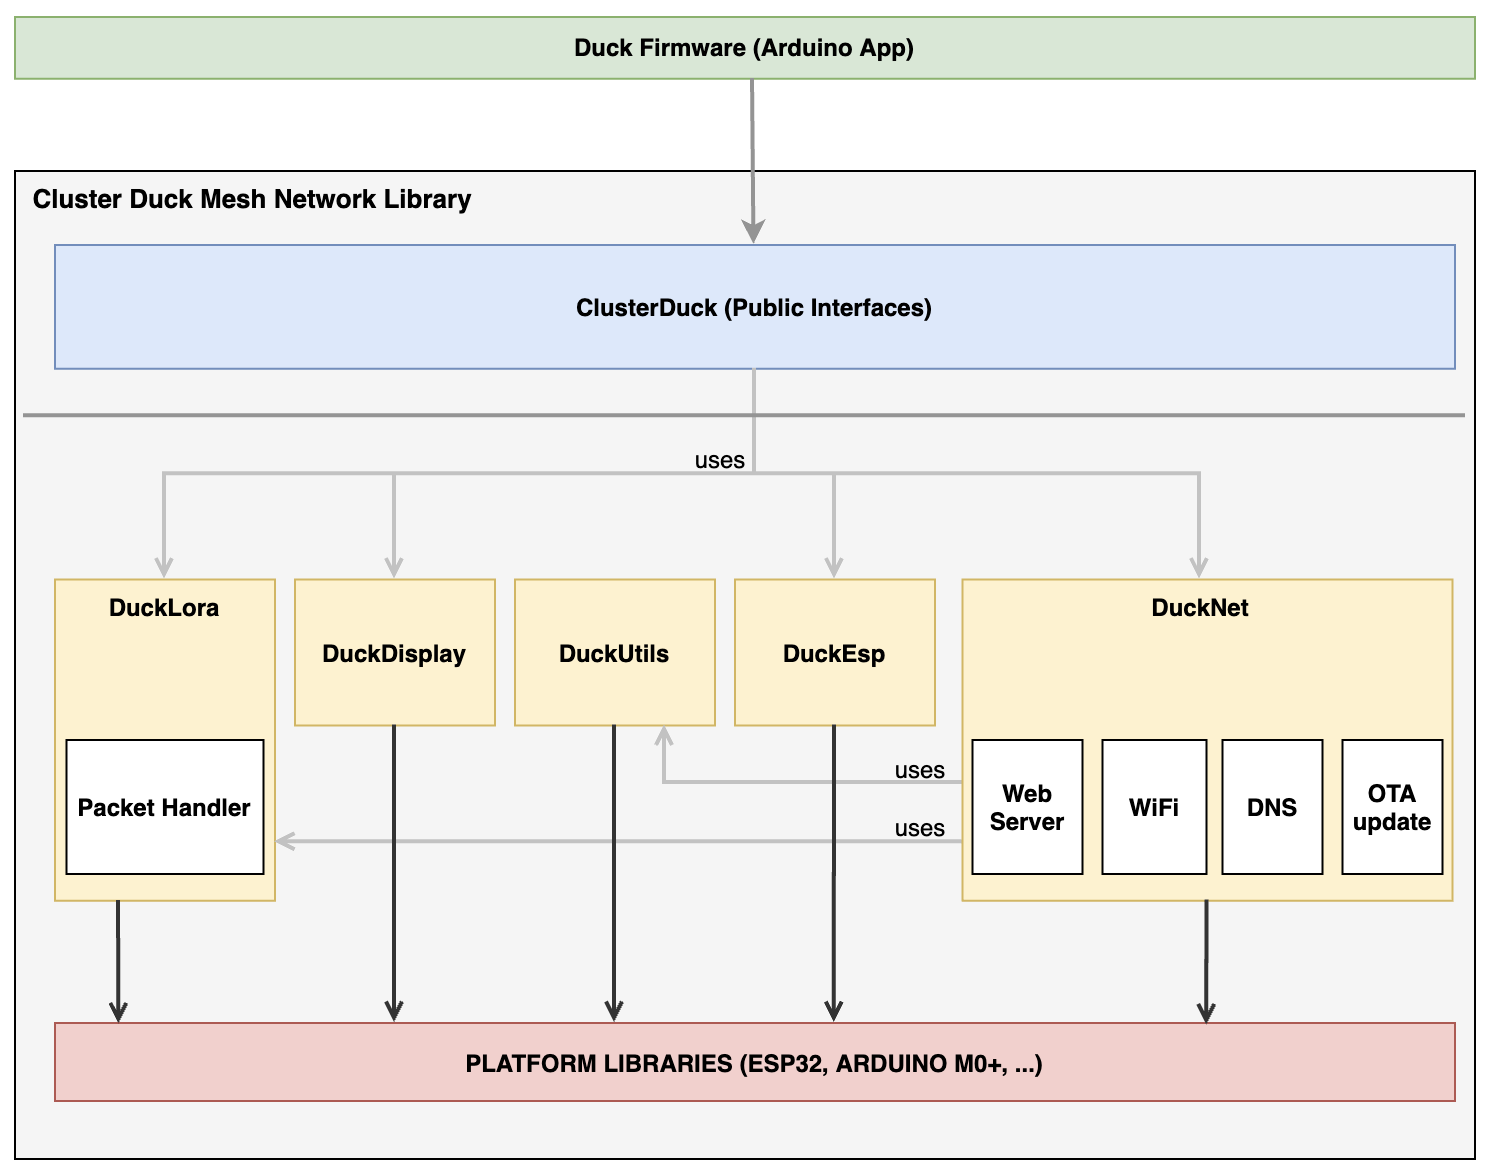 Duck Firmware (Arduino App)
Cluster Duck Mesh Network Library
ClusterDuck (Public Interfaces)
uses
DuckLora
DuckDisplay
DuckUtils
DuckEsp
DuckNet
Packet Handler
uses
uses
Web
Server
WiFi
DNS
OTA
update
PLATFORM LIBRARIES (ESP32, ARDUINO M0+, ...)